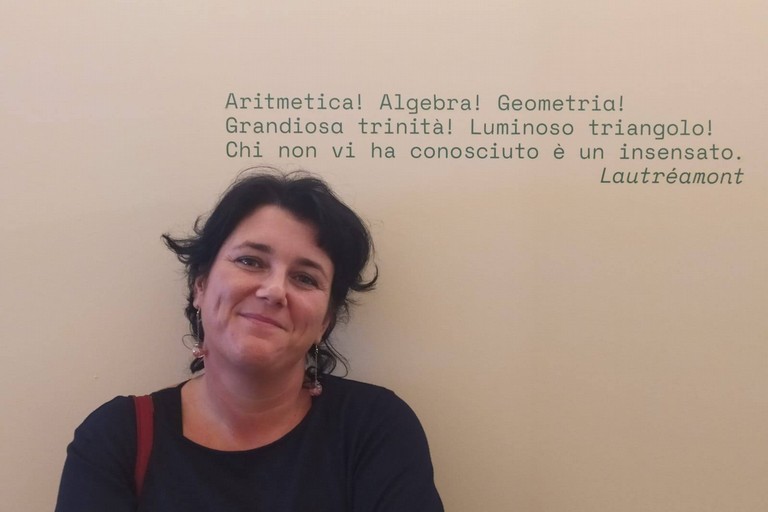 Aritmetica! Algebra! Geometria!
Grandiosa trinità! Luminoso triangolo!
Chi non vi ha conosciuto è un insensato.
Lautréamont